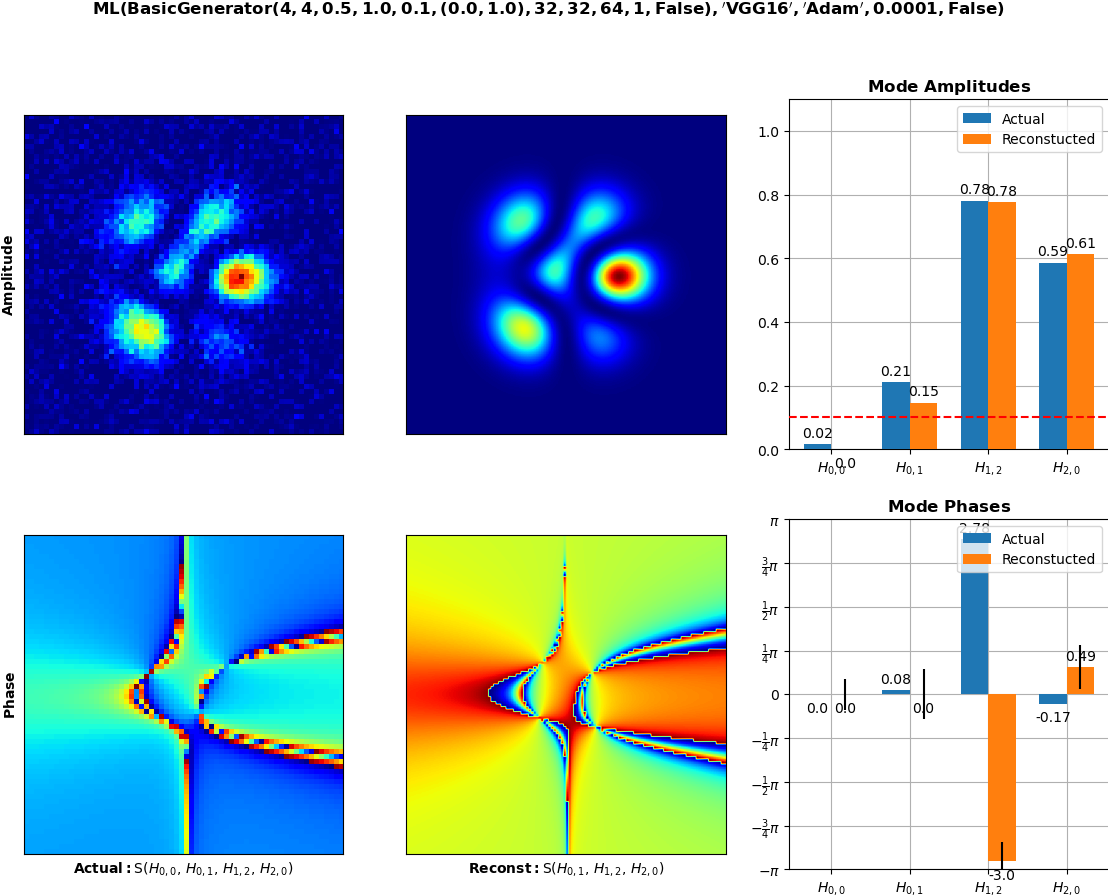 ML(BasicGenerator(4, 4, 0.5, 1.0, 0.1, (0.0, 1.0), 32, 32, 64, 1, False), ′VGG16′, ′Adam′, 0.0001, False)
Amplitude
Mode Amplitudes
Actual
Reconstucted
1.0
0.8
0.6
0.4
0.2
0.0
0.02
0.0
0.21
0.15
0.78
0.78
0.59
0.61
H0,0
H0,1
H1,2
H2,0
Phase
Actual: S(H0,0, H0,1, H1,2, H2,0)
Reconst: S(H0,1, H1,2, H2,0)
Mode Phases
Actual
Reconstucted
π
3/4π
1/2π
1/4π
0
−1/4π
−1/2π
−3/4π
−π
0.0
0.0
0.08
0.0
2.78
-3.0
-0.17
0.49
H0,0
H0,1
H1,2
H2,0